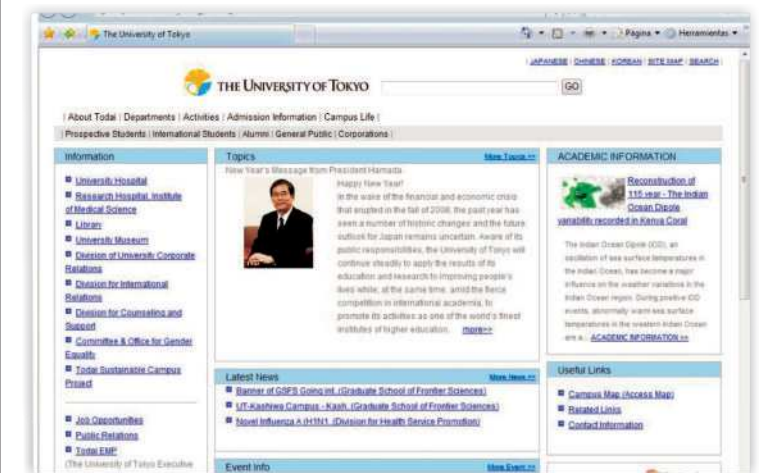 The University of Tokyo
Página
Herramientas
JAPANESE | CHINESE | KOREAN | SITE MAP | SEARCH
THE UNIVERSITY OF TOKYO
GO
| About Todai | Departments | Activities | Admission Information | Campus Life |
| Prospective Students | International Students | Alumni | General Public | Corporations |
Information
University Hospital
Research Hospital, Institute
of Medical Science
Library
University Museum
Division of University Corporate
Relations
Division for International
Relations
Division for Counseling and
Support
Committee & Office for Gender
Equality
Todai Sustainable Campus
Project
Job Opportunities
Public Relations
Todai EMP
(The University of Tokyo Executive
Topics
More Topics >>
New Year's Message from President Hamada
Happy New Year!
In the wake of the financial and economic crisis
that erupted in the fall of 2008, the past year has
seen a number of historic changes and the future
outlook for Japan remains uncertain. Aware of its
public responsibilities, the University of Tokyo will
continue steadily to apply the results of its
education and research to improving people's
lives while, at the same time, amid the fierce
competition in international academia, to
promote its activities as one of the world's finest
institutes of higher education. more>>
Latest News
More News >>
Banner of GSFS Going int. (Graduate School of Frontier Sciences)
UT-Kashiwa Campus - Kash. (Graduate School of Frontier Sciences)
Novel Influenza A (H1N1. (Division for Health Service Promotion)
Event Info
More Event >>
ACADEMIC INFORMATION
Reconstruction of
115 year - The Indian
Ocean Dipole
variability recorded in Kenya Coral
The Indian Ocean Dipole (IOD), an
oscillation of sea surface temperatures in
the Indian Ocean, has become a major
influence on the weather variations in the
Indian Ocean region. During positive IOD
events, abnormally warm sea surface
temperatures in the western Indian Ocean
are a... ACADEMIC INFORMATION >>
Useful Links
Campus Map (Access Map)
Related Links
Contact Information